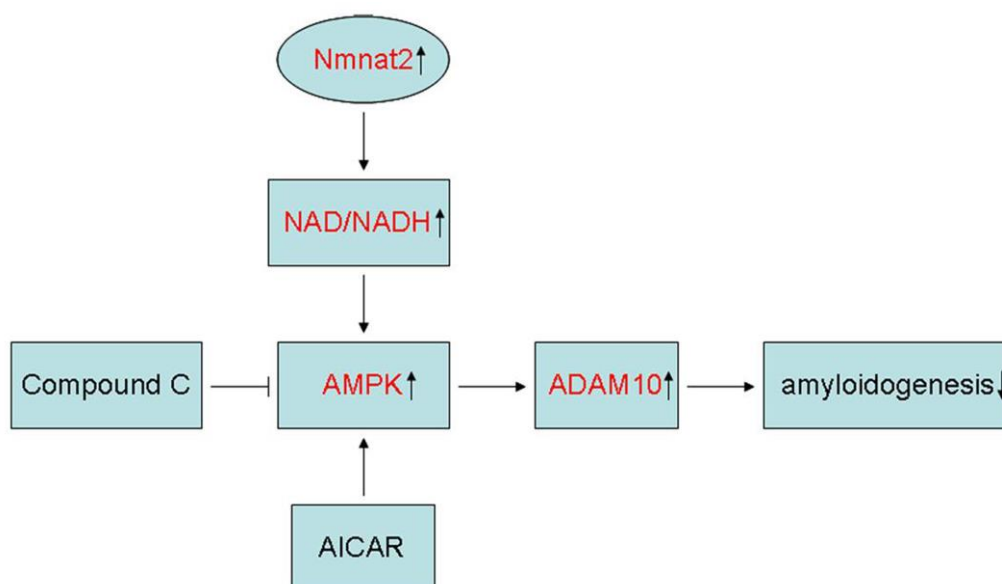 Nmnat2↑
NAD/NADH↑
Compound C
AMPK↑
ADAM10↑
amyloidogenesis↓
AICAR